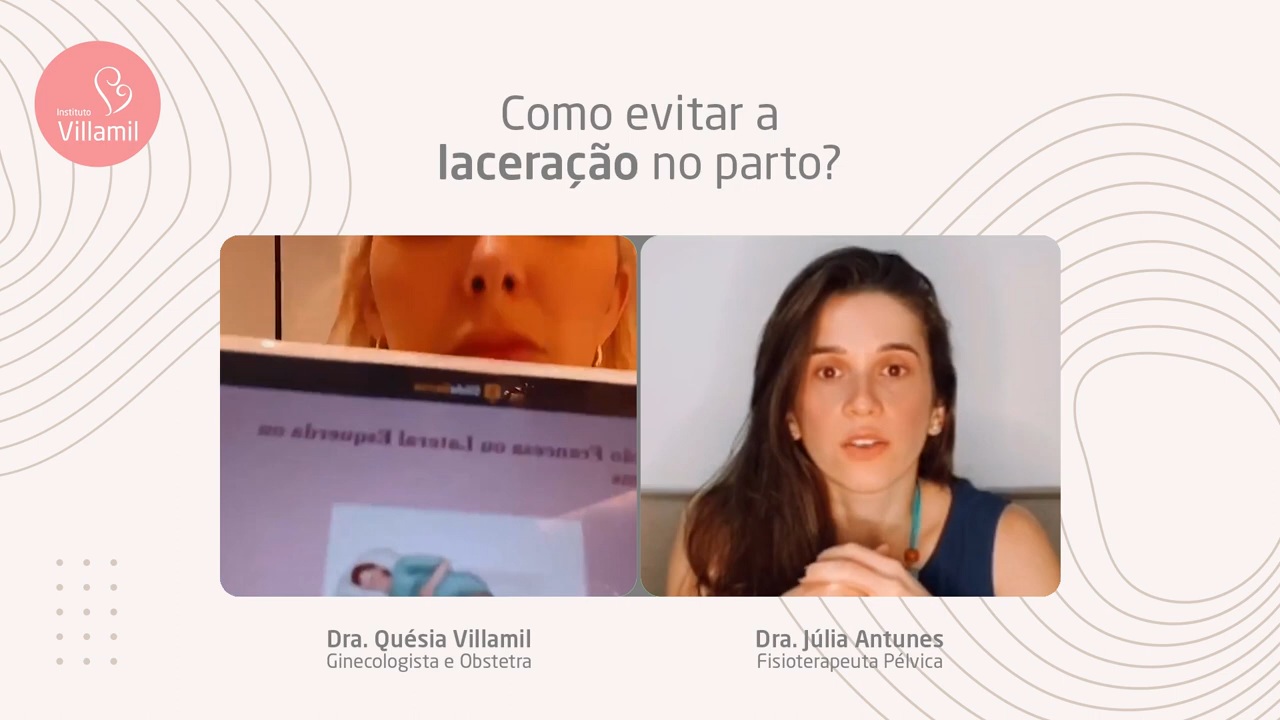 Instituto
Villamil
Como evitar a
laceração no parto?
Francesa ou Lateral Esquerda ou
Dra. Quésia Villamil
Ginecologista e Obstetra
Dra. Júlia Antunes
Fisioterapeuta Pélvica